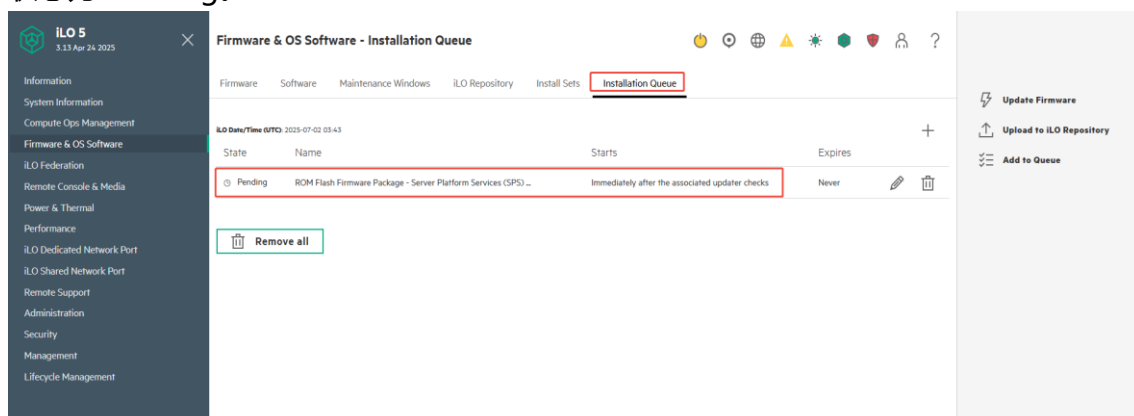 iLO 5
3.13 Apr 24 2025
Information
System Information
Compute Ops Management
Firmware & OS Software
iLO Federation
Remote Console & Media
Power & Thermal
Performance
iLO Dedicated Network Port
iLO Shared Network Port
Remote Support
Administration
Security
Management
Lifecycle Management
Firmware & OS Software - Installation Queue
?
Firmware Software Maintenance Windows iLO Repository Install Sets Installation Queue
iLO Date/Time (UTC): 2025-07-02 03:43
State Name Starts Expires
Pending ROM Flash Firmware Package - Server Platform Services (SPS) ... Immediately after the associated updater checks Never
Remove all
Update Firmware
Upload to iLO Repository
Add to Queue